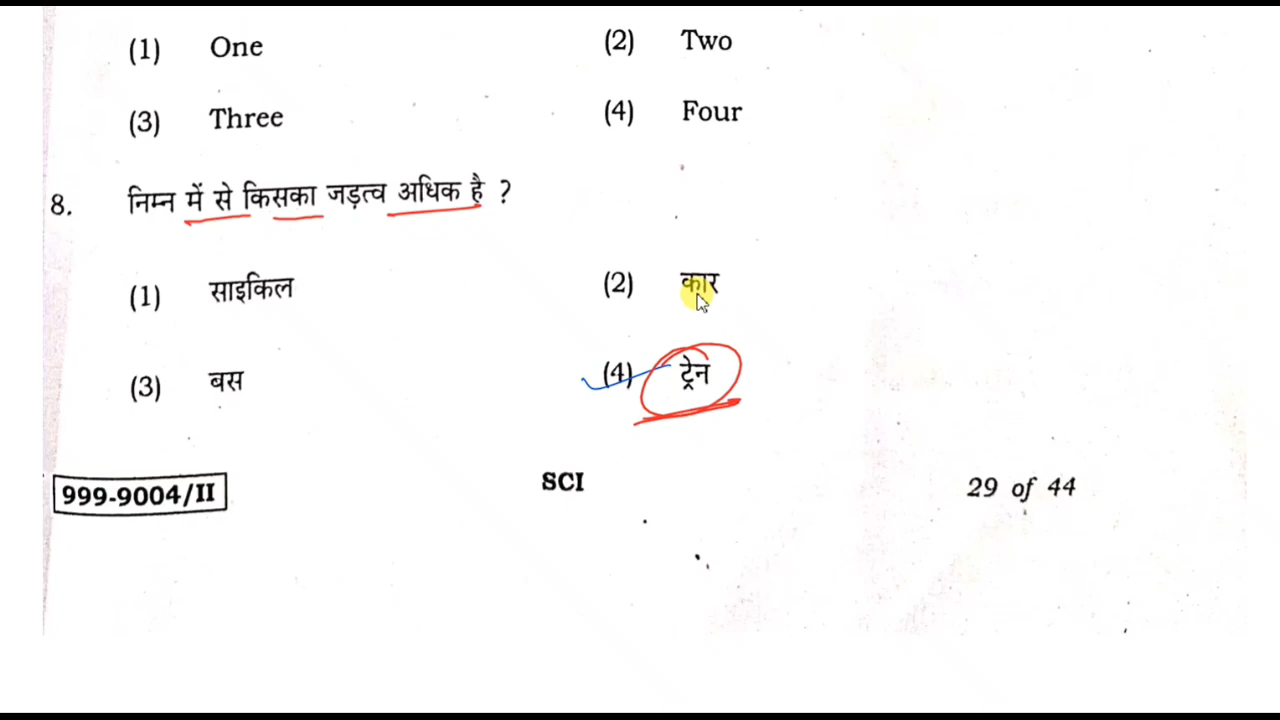 (1) One (2) Two
(3) Three (4) Four
8. निम्न में से किसका जड़त्व अधिक है ?
(1) साइकिल (2) कार
(3) बस (4) ट्रेन
999-9004/II SCI 29 of 44